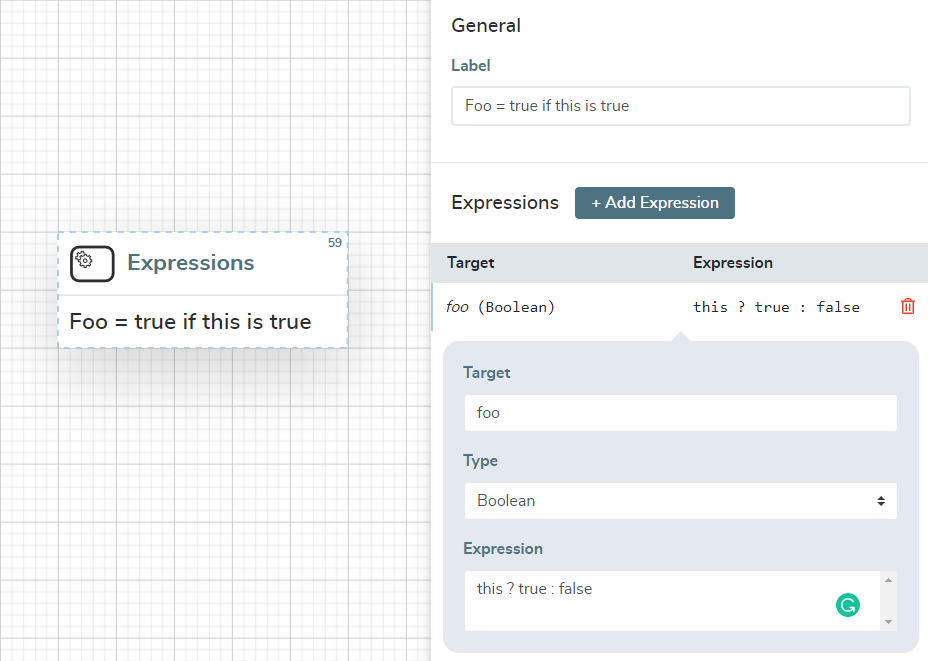 59
Expressions
Foo = true if this is true
General
Label
Foo = true if this is true
Expressions
+ Add Expression
Target Expression
foo (Boolean) this ? true : false
Target
foo
Type
Boolean
Expression
this ? true : false